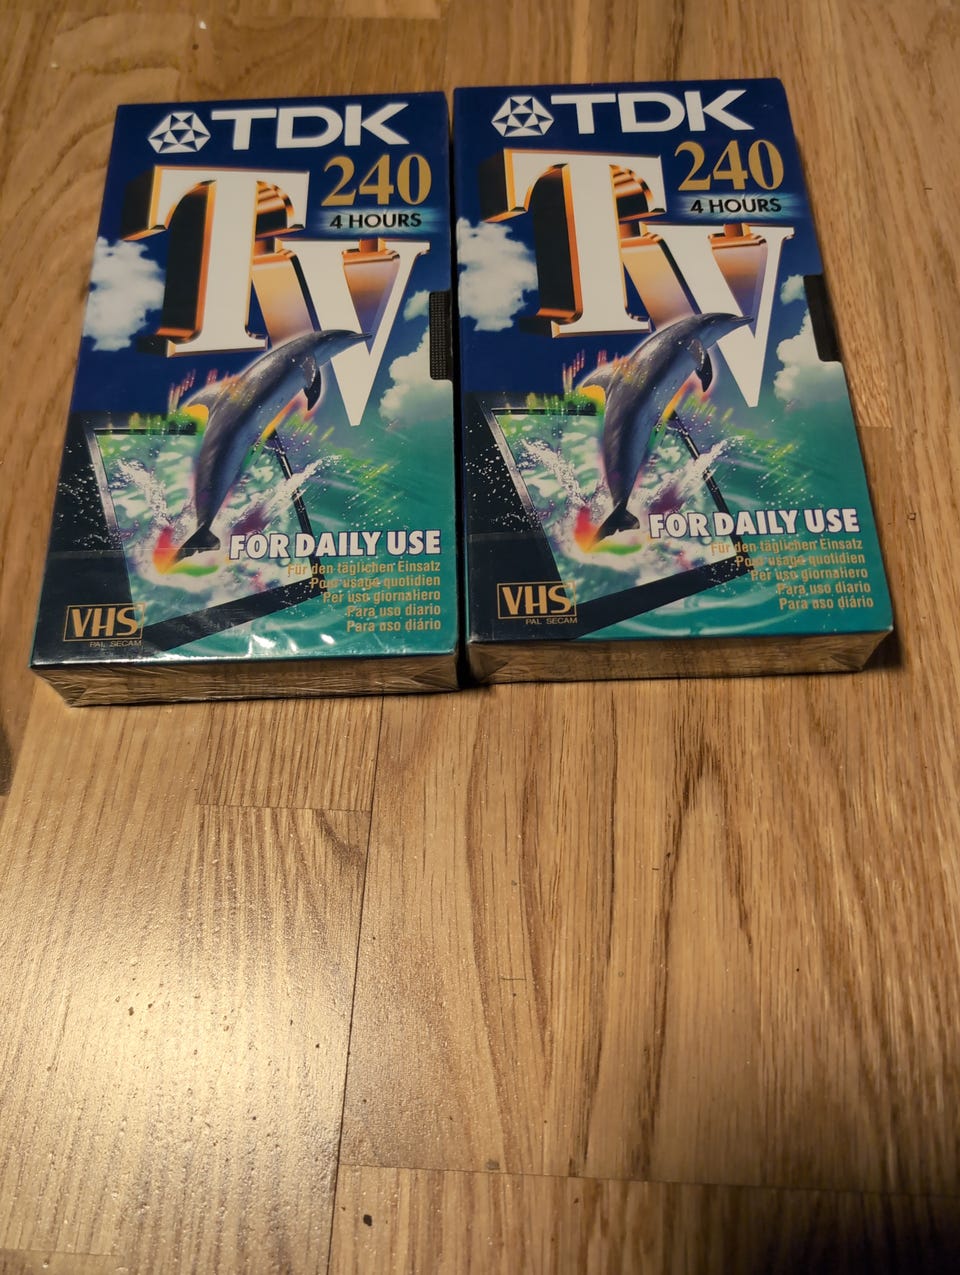 TDK
240
4 HOURS
TV
FOR DAILY USE
Für den täglichen Einsatz
Pour usage quotidien
Per uso giornaliero
Para uso diario
Para uso diário
VHS
PAL SECAM
TDK
240
4 HOURS
TV
FOR DAILY USE
Für den täglichen Einsatz
Pour usage quotidien
Per uso giornaliero
Para uso diario
Para uso diário
VHS
PAL SECAM